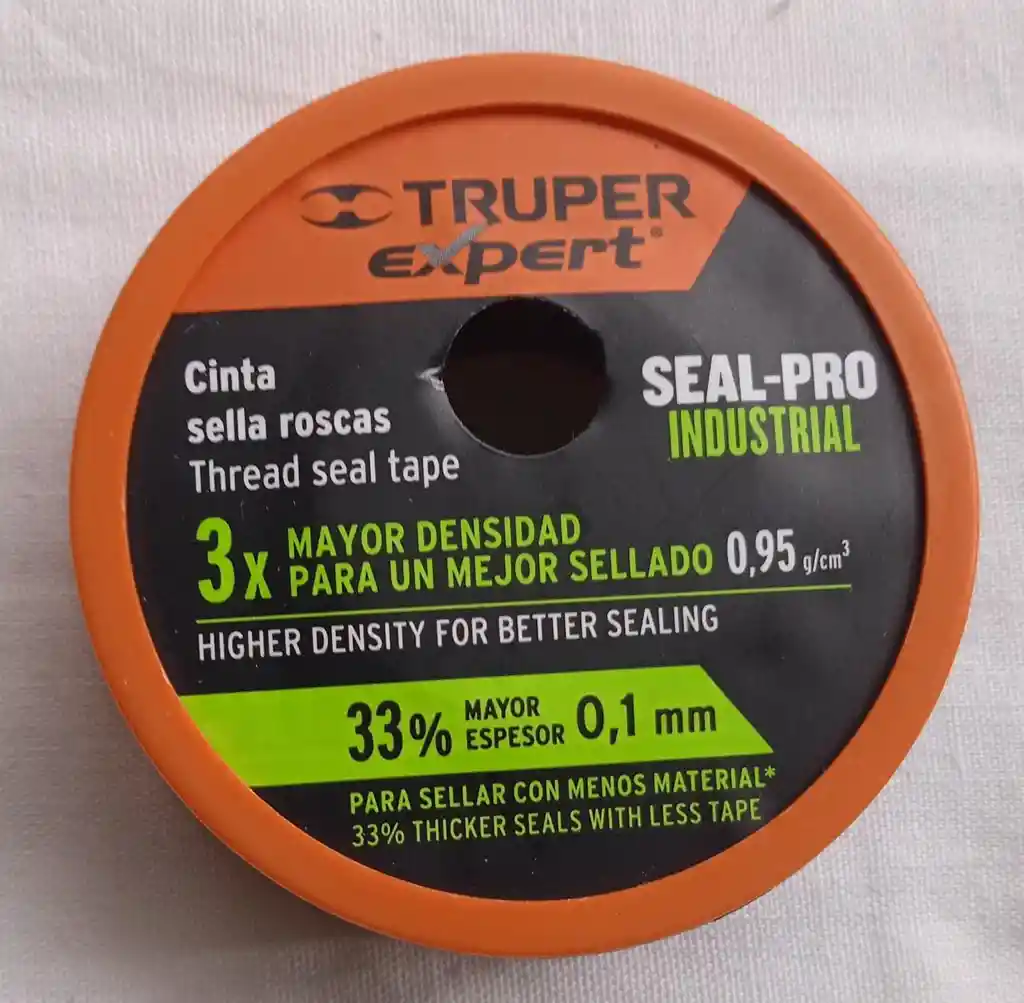 TRUPER
expert®
Cinta
sella roscas
Thread seal tape
SEAL-PRO
INDUSTRIAL
3x MAYOR DENSIDAD
PARA UN MEJOR SELLADO 0,95 g/cm³
HIGHER DENSITY FOR BETTER SEALING
33% MAYOR
ESPESOR 0,1 mm
PARA SELLAR CON MENOS MATERIAL*
33% THICKER SEALS WITH LESS TAPE